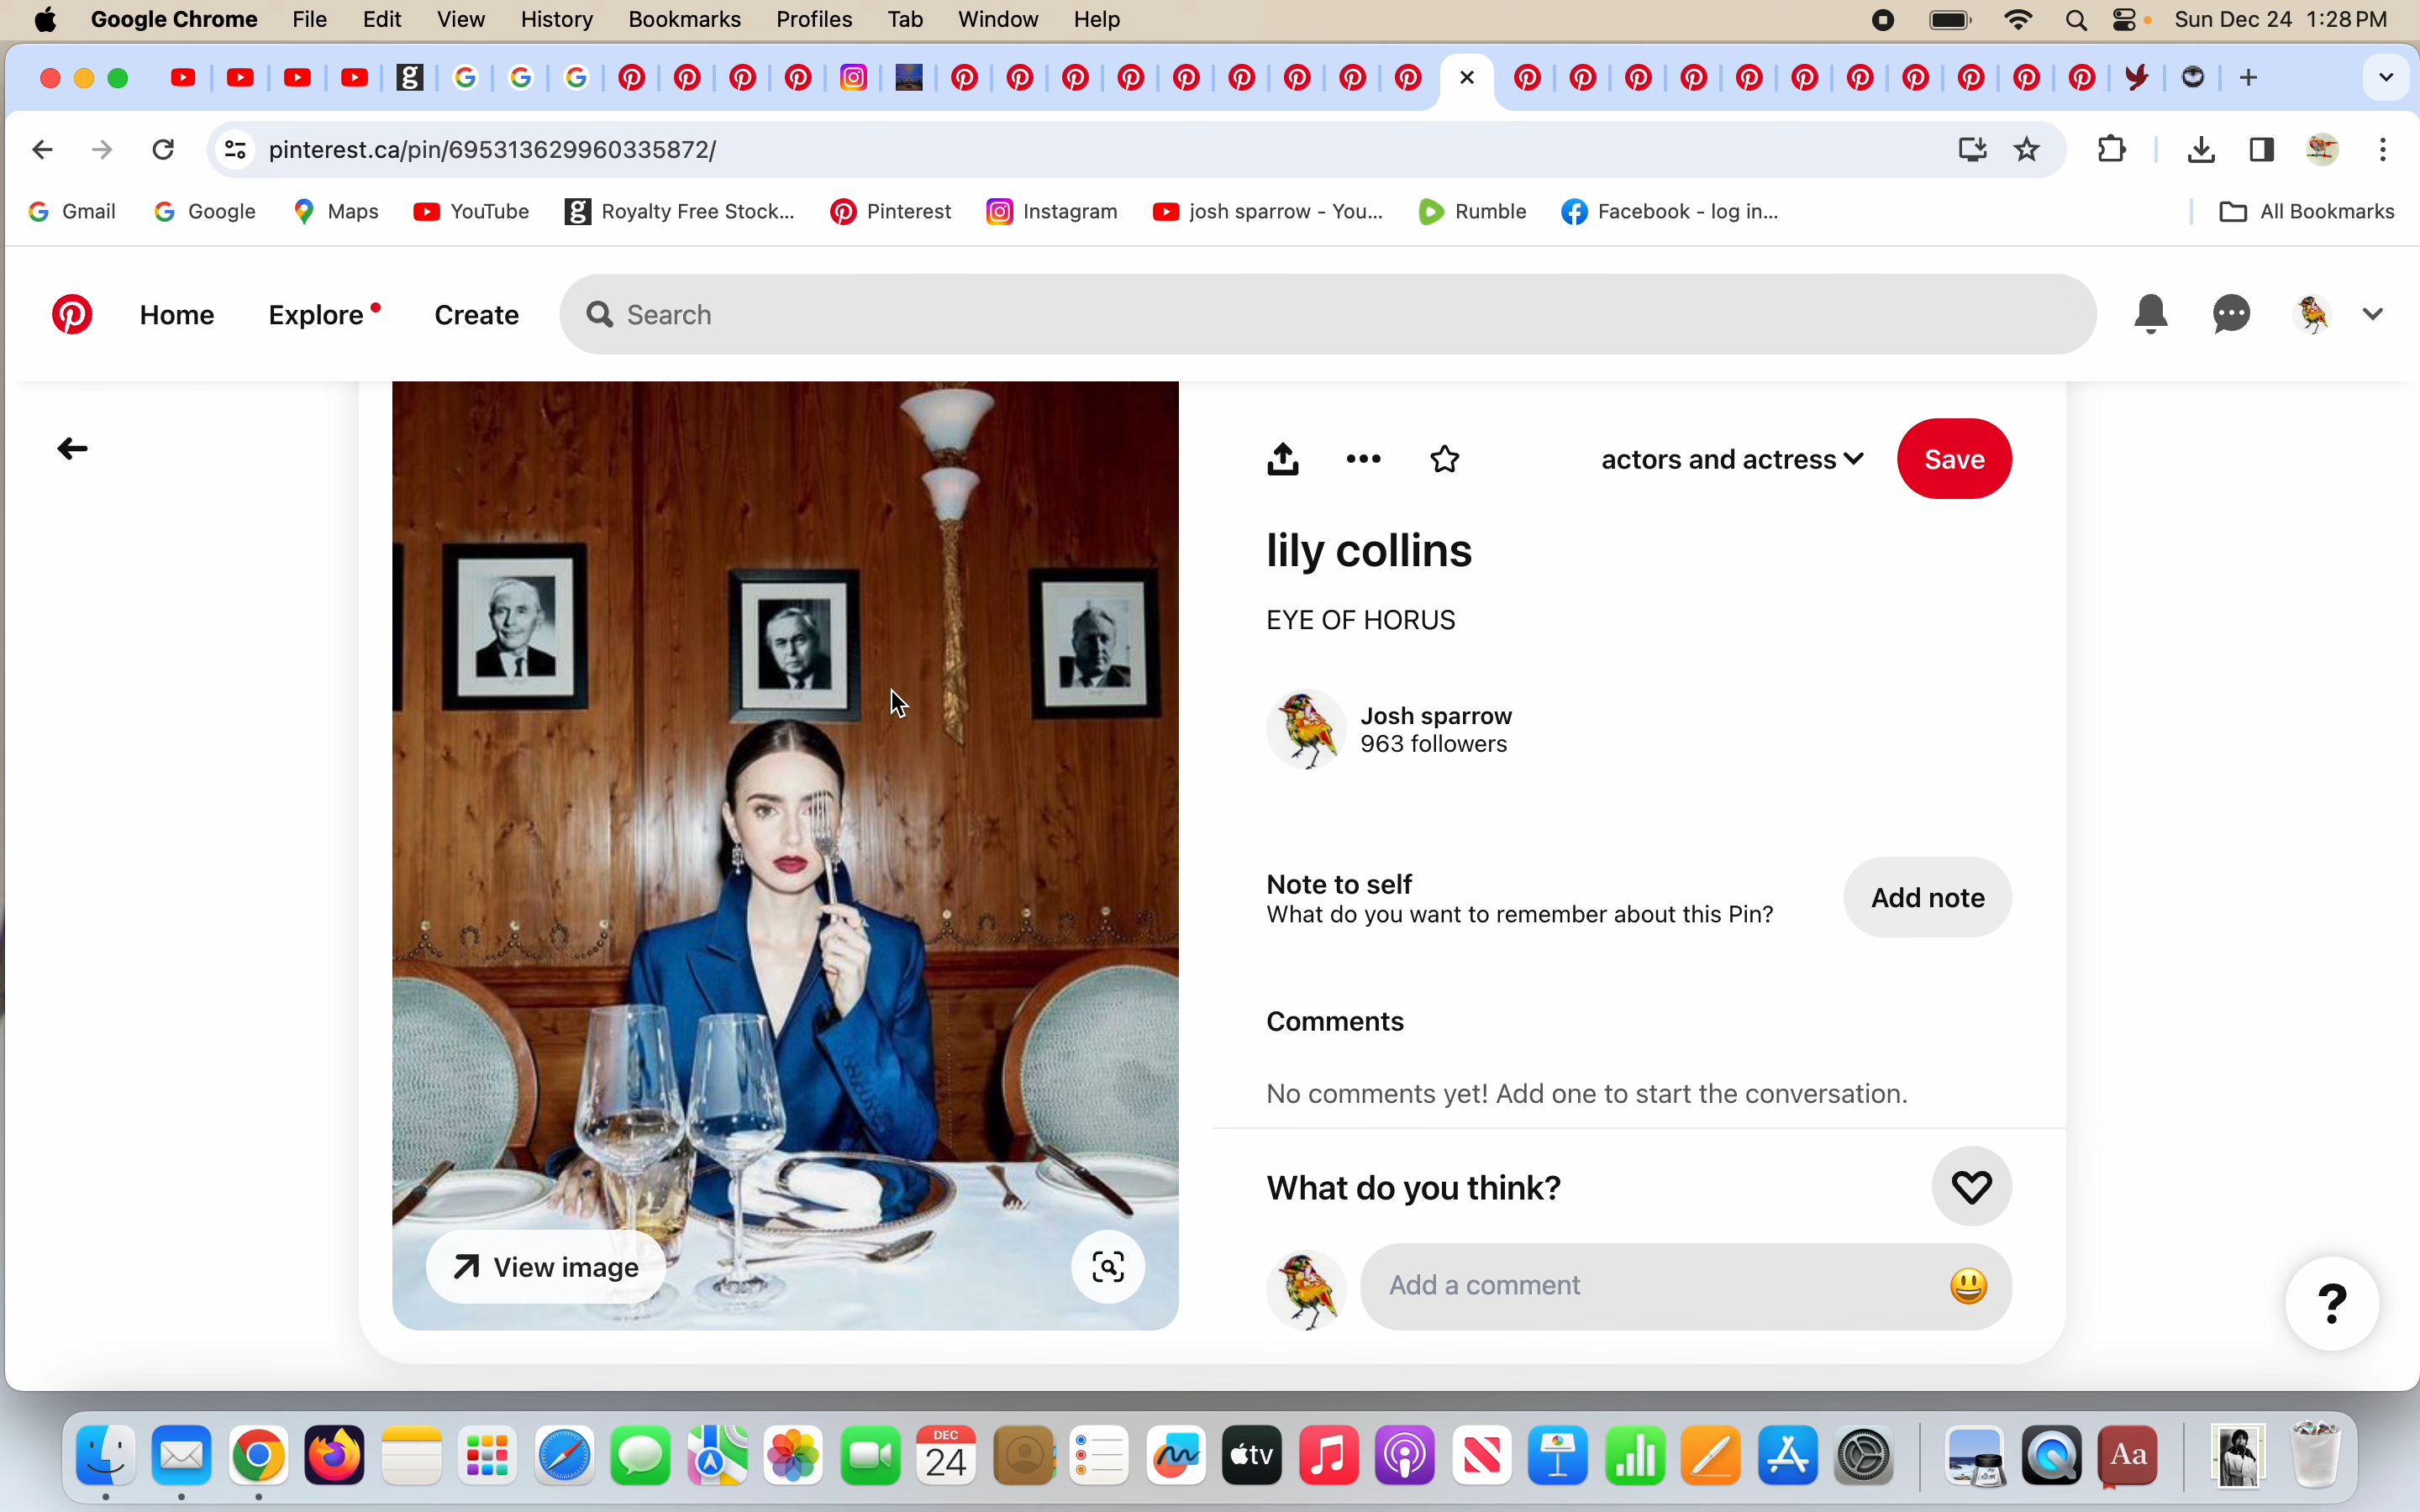 Google Chrome File Edit View History Bookmarks Profiles Tab Window Help Sun Dec 24 1:28 PM
pinterest.ca/pin/695313629960335872/
Gmail Google Maps YouTube Royalty Free Stock... Pinterest Instagram josh sparrow - You... Rumble Facebook - log in... All Bookmarks
Home Explore Create Search
actors and actress Save
lily collins
EYE OF HORUS
Josh sparrow
963 followers
Note to self
What do you want to remember about this Pin?
Add note
Comments
No comments yet! Add one to start the conversation.
What do you think?
View image
Add a comment
?
DEC
24
tv
Aa